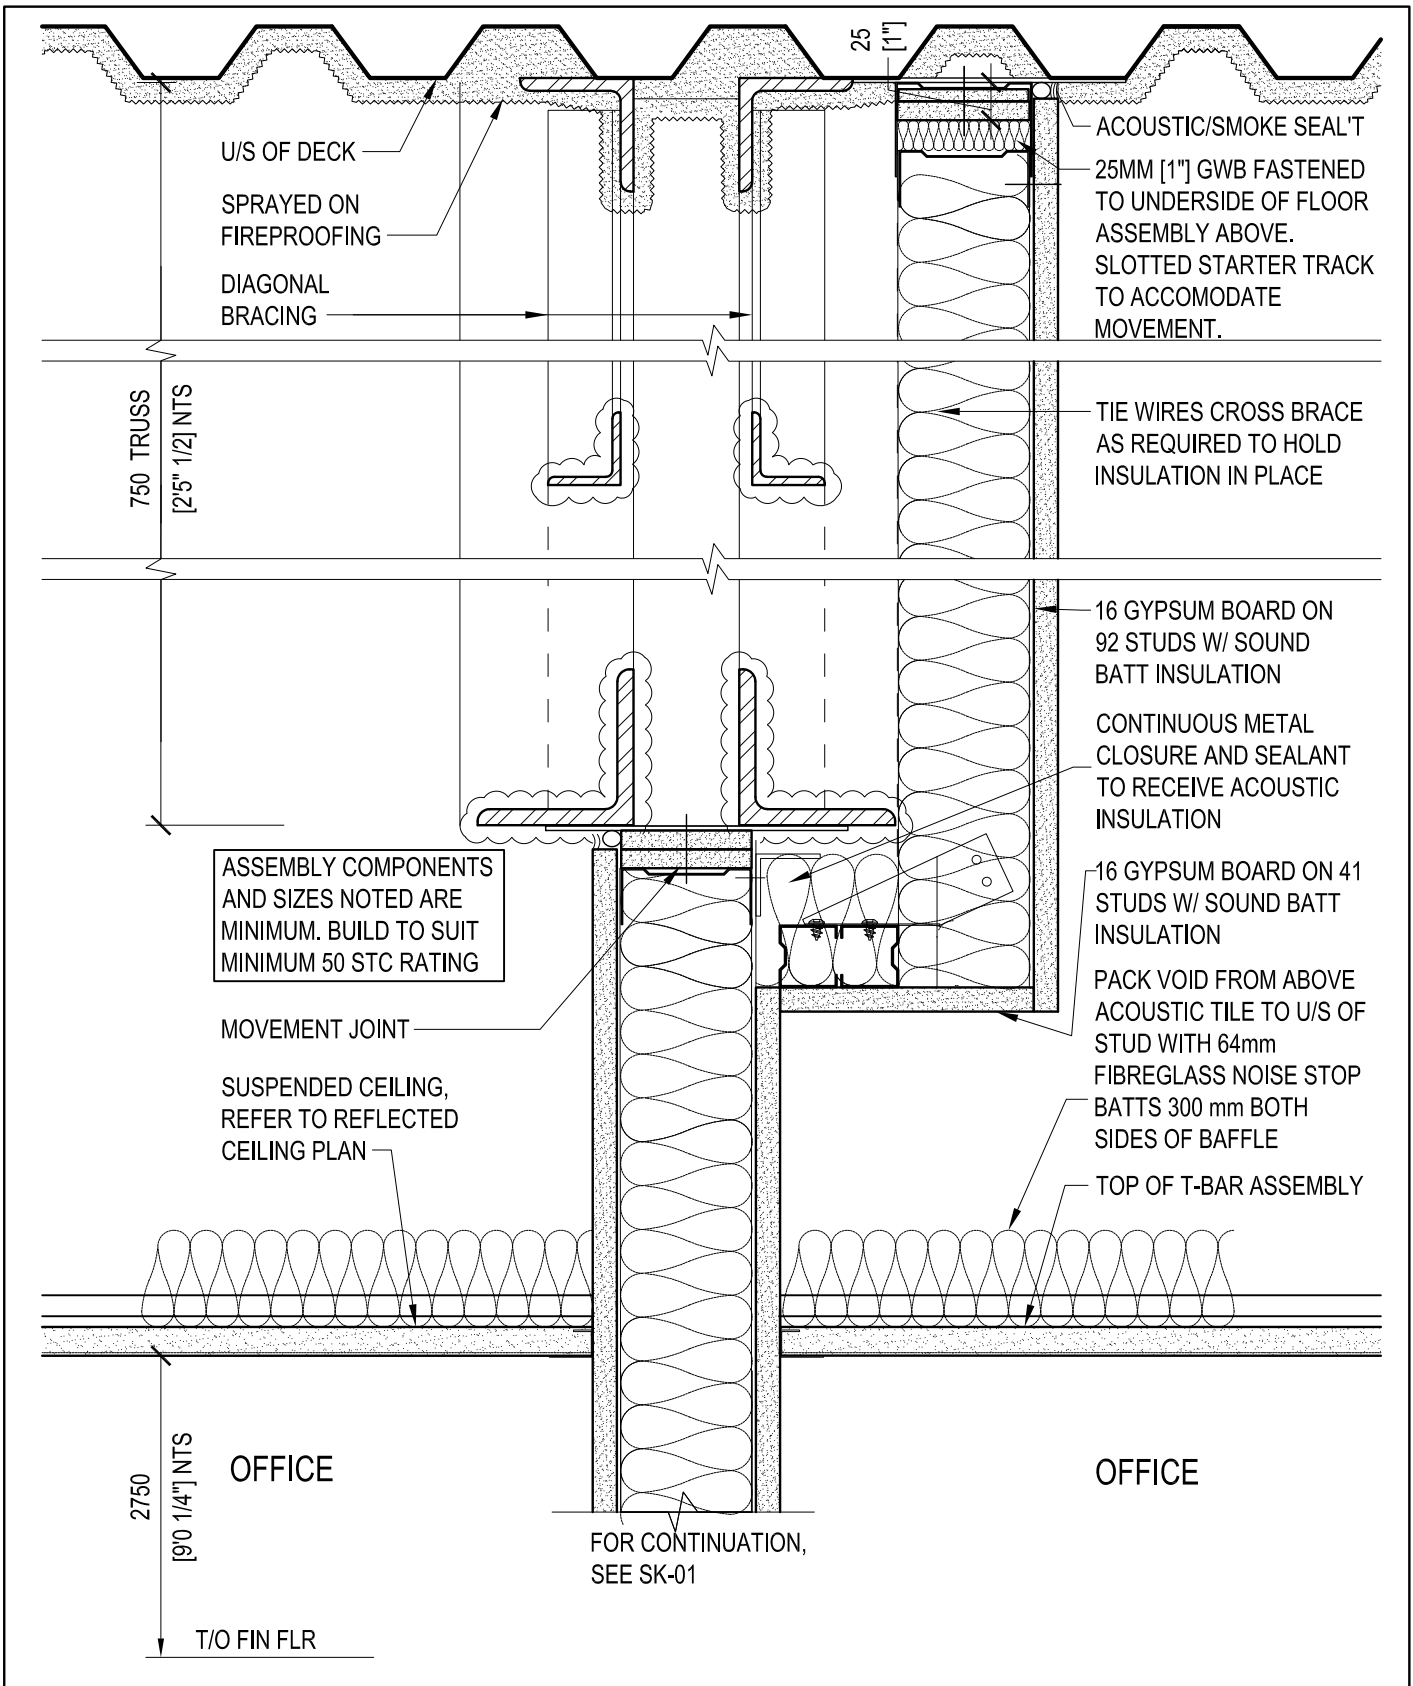 25
[1"]
U/S OF DECK
SPRAYED ON
FIREPROOFING
DIAGONAL
BRACING
750 TRUSS
[2'5" 1/2] NTS
ASSEMBLY COMPONENTS
AND SIZES NOTED ARE
MINIMUM. BUILD TO SUIT
MINIMUM 50 STC RATING
MOVEMENT JOINT
SUSPENDED CEILING,
REFER TO REFLECTED
CEILING PLAN
ACOUSTIC/SMOKE SEAL'T
25MM [1"] GWB FASTENED
TO UNDERSIDE OF FLOOR
ASSEMBLY ABOVE.
SLOTTED STARTER TRACK
TO ACCOMODATE
MOVEMENT.
TIE WIRES CROSS BRACE
AS REQUIRED TO HOLD
INSULATION IN PLACE
16 GYPSUM BOARD ON
92 STUDS W/ SOUND
BATT INSULATION
CONTINUOUS METAL
CLOSURE AND SEALANT
TO RECEIVE ACOUSTIC
INSULATION
16 GYPSUM BOARD ON 41
STUDS W/ SOUND BATT
INSULATION
PACK VOID FROM ABOVE
ACOUSTIC TILE TO U/S OF
STUD WITH 64mm
FIBREGLASS NOISE STOP
BATTS 300 mm BOTH
SIDES OF BAFFLE
TOP OF T-BAR ASSEMBLY
OFFICE
OFFICE
2750
[9'0 1/4"] NTS
FOR CONTINUATION,
SEE SK-01
T/O FIN FLR